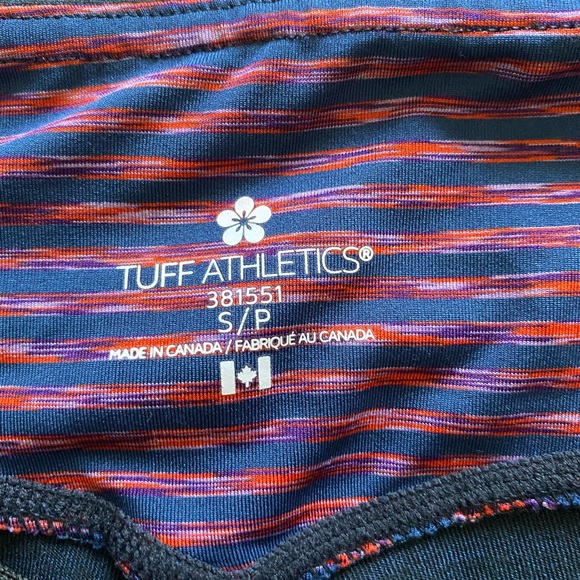 TUFF ATHLETICS®
381551
S/P
MADE IN CANADA / FABRIQUÉ AU CANADA